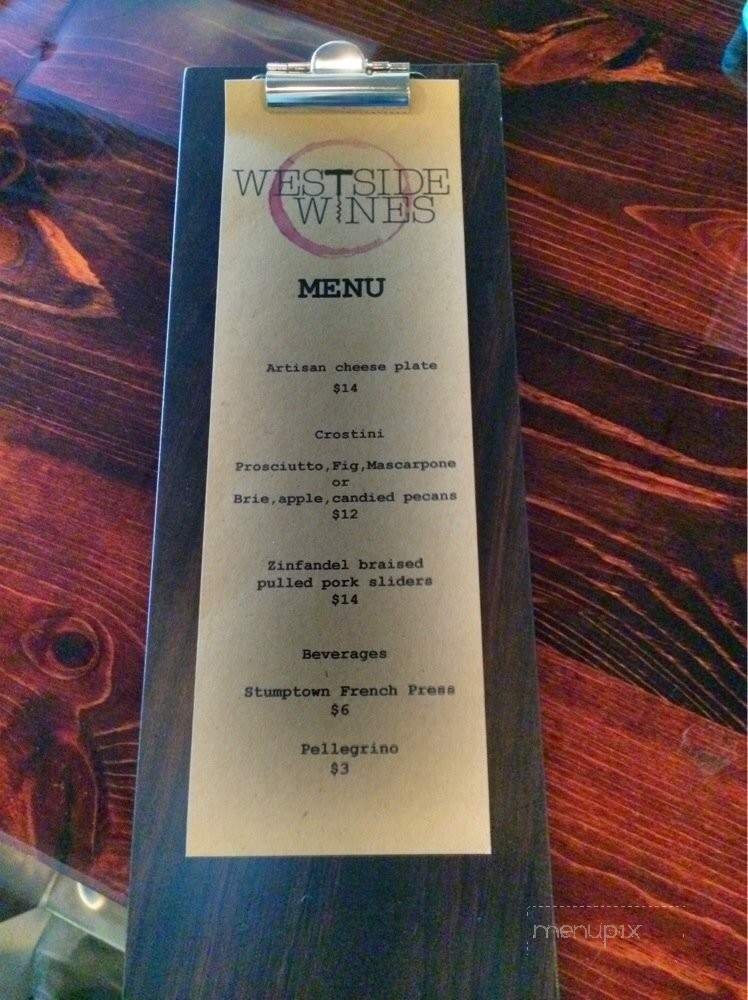 WESTSIDE
WINES
MENU
Artisan cheese plate
$14
Crostini
Prosciutto,Fig,Mascarpone
or
Brie,apple,candied pecans
$12
Zinfandel braised
pulled pork sliders
$14
Beverages
Stumptown French Press
$6
Pellegrino
$3
menupix